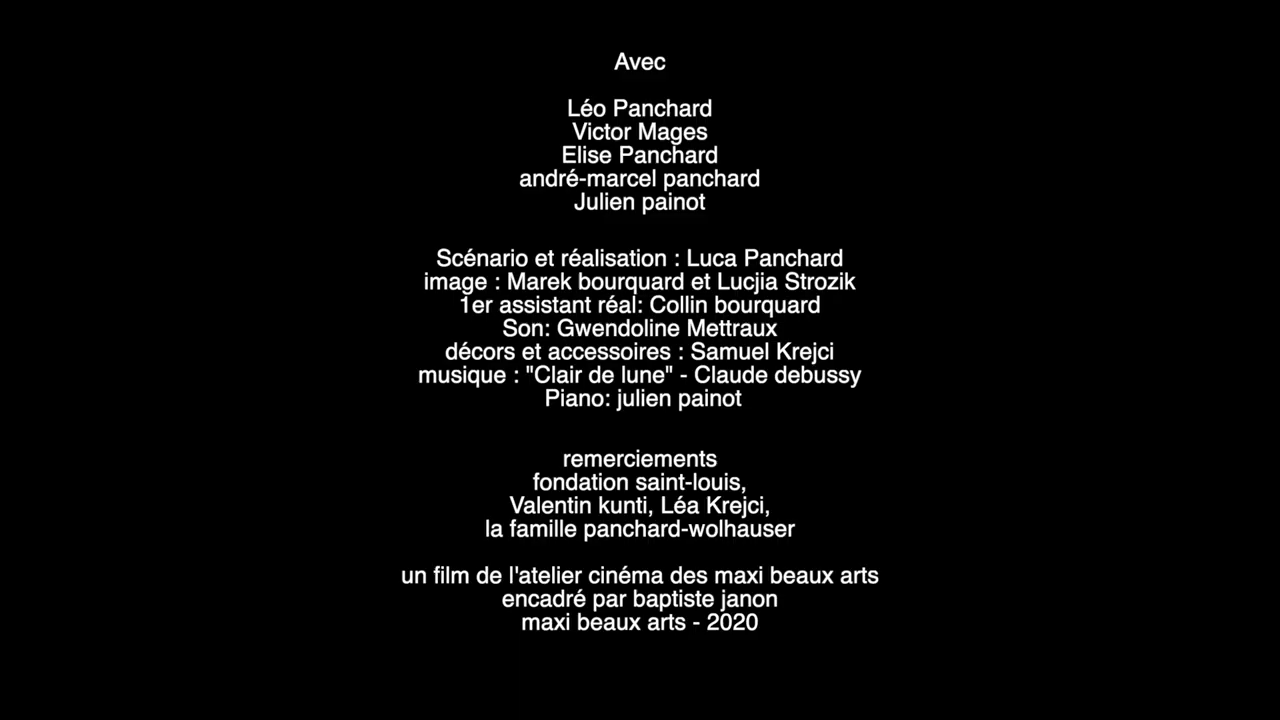 Avec
Léo Panchard
Victor Mages
Elise Panchard
andré-marcel panchard
Julien painot
Scénario et réalisation : Luca Panchard
image : Marek bourquard et Lucjia Strozik
1er assistant réal: Collin bourquard
Son: Gwendoline Mettraux
décors et accessoires : Samuel Krejci
musique : "Clair de lune" - Claude debussy
Piano: julien painot
remerciements
fondation saint-louis,
Valentin kunti, Léa Krejci,
la famille panchard-wolhauser
un film de l'atelier cinéma des maxi beaux arts
encadré par baptiste janon
maxi beaux arts - 2020